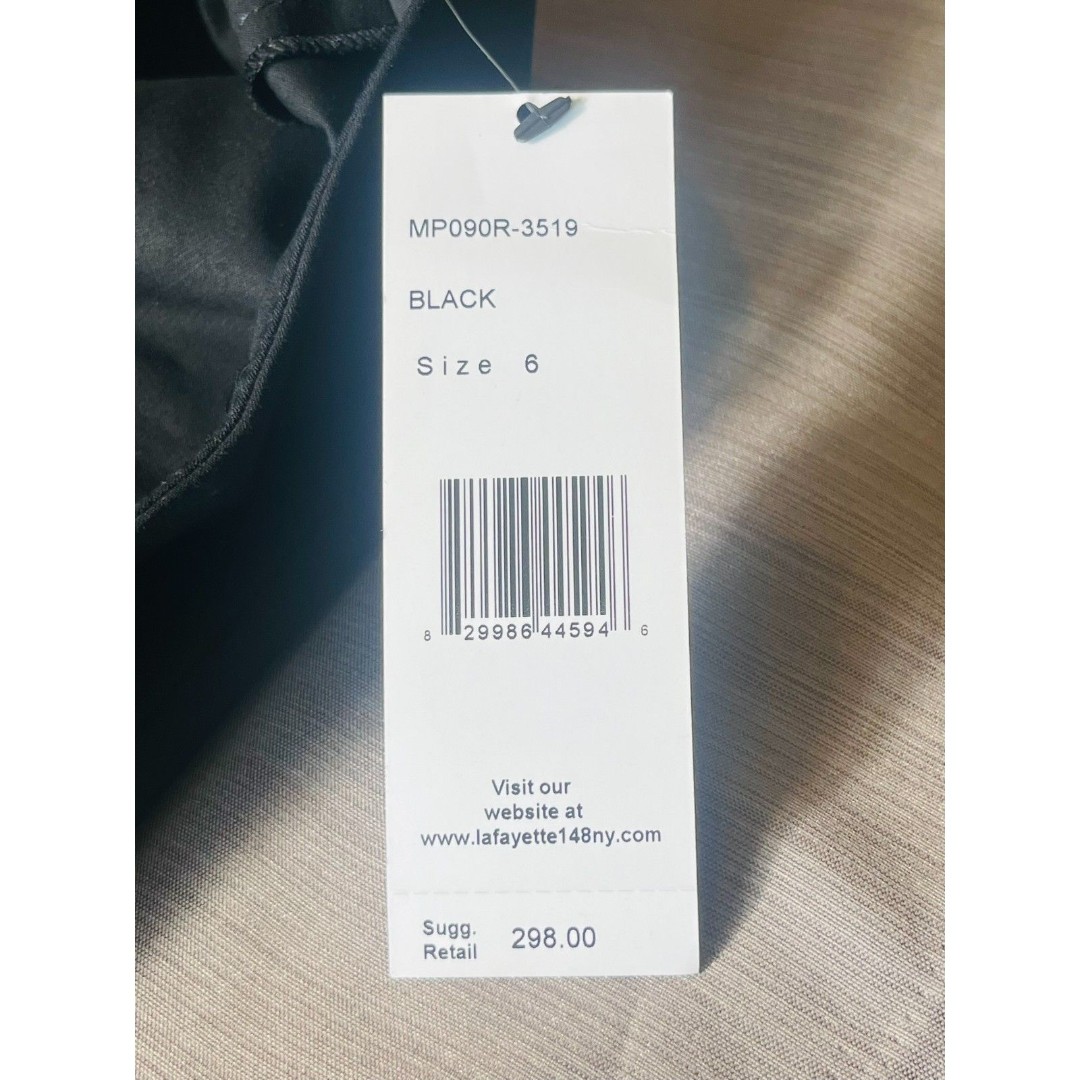 MP090R-3519
BLACK
Size 6
8 29986 44594 6
Visit our
website at
www.lafayette148ny.com
Sugg.
Retail 298.00